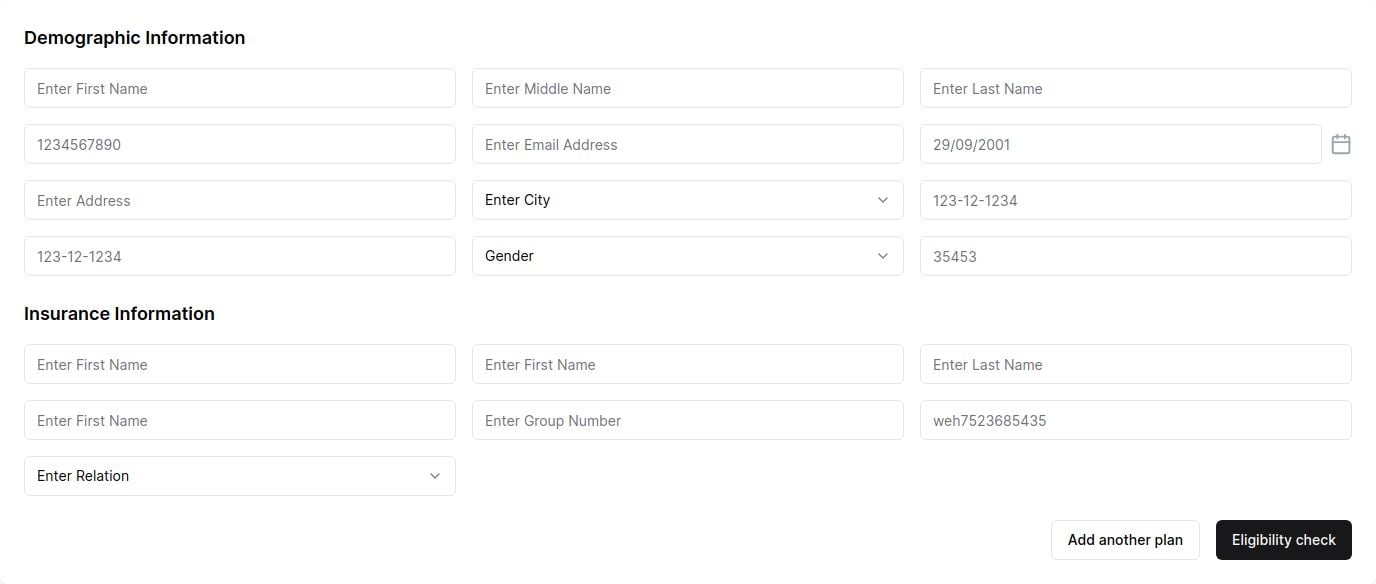 Demographic Information
Enter First Name
Enter Middle Name
Enter Last Name
1234567890
Enter Email Address
29/09/2001
Enter Address
Enter City
123-12-1234
123-12-1234
Gender
35453
Insurance Information
Enter First Name
Enter First Name
Enter Last Name
Enter First Name
Enter Group Number
weh7523685435
Enter Relation
Add another plan
Eligibility check